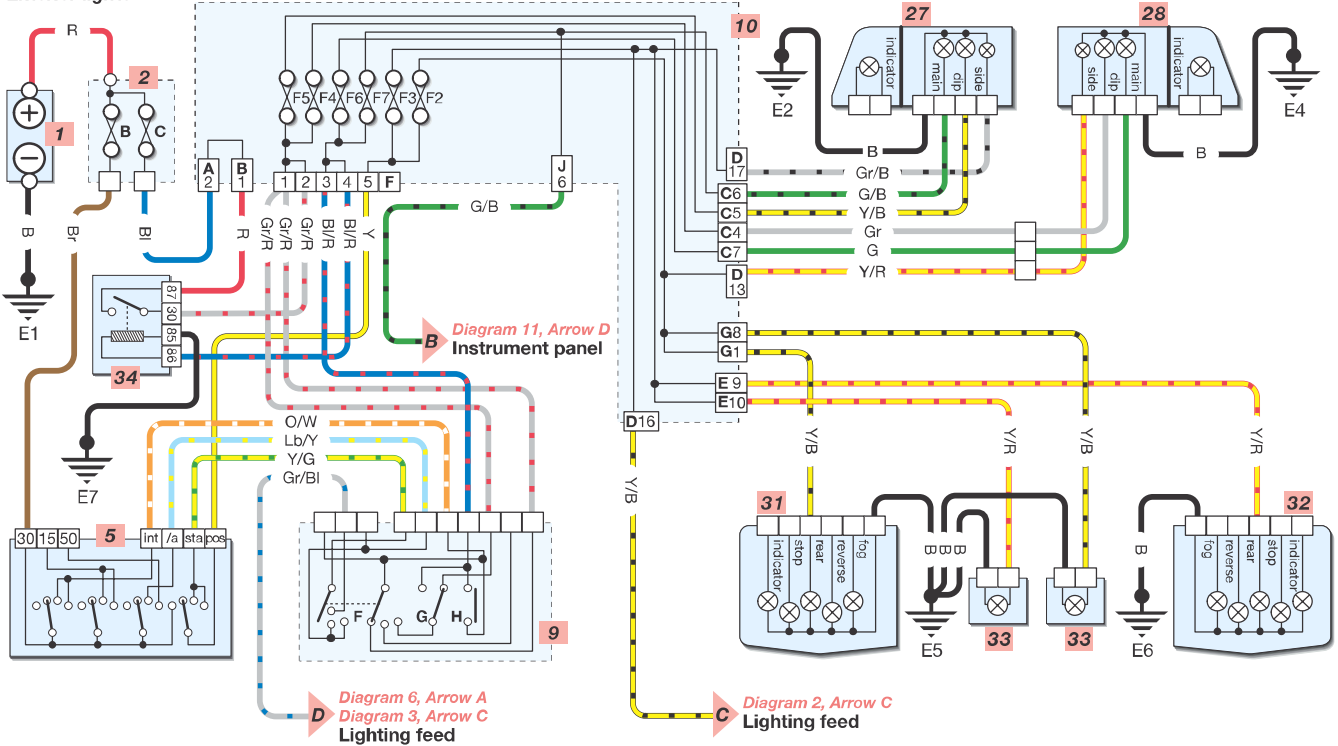 R
10
27
28
2
1
B
C
F5
F4
F6
F7
F3
F2
E2
E4
indicator
main
dip
side
side
dip
main
indicator
B
B
A
2
B
1
1
2
3
4
5
F
J
6
D
17
C6
C5
C4
C7
D
13
Gr/B
G/B
Y/B
Gr
G
Y/R
B
Br
Bl
R
Gr/R
Gr/R
Gr/R
Bl/R
Bl/R
Y
G/B
E1
87
30
85
86
34
B
Diagram 11, Arrow D
Instrument panel
G8
G1
E 9
E10
D16
E7
O/W
Lb/Y
Y/G
Gr/Bl
Y/B
Y/B
Y/R
Y/B
Y/R
31
32
30
15
50
5
int
/a
sta
pos
F
G
H
9
indicator
stop
rear
reverse
fog
B
B
B
B
fog
reverse
rear
stop
indicator
E5
33
33
E6
D
Diagram 6, Arrow A
Diagram 3, Arrow C
Lighting feed
C
Diagram 2, Arrow C
Lighting feed